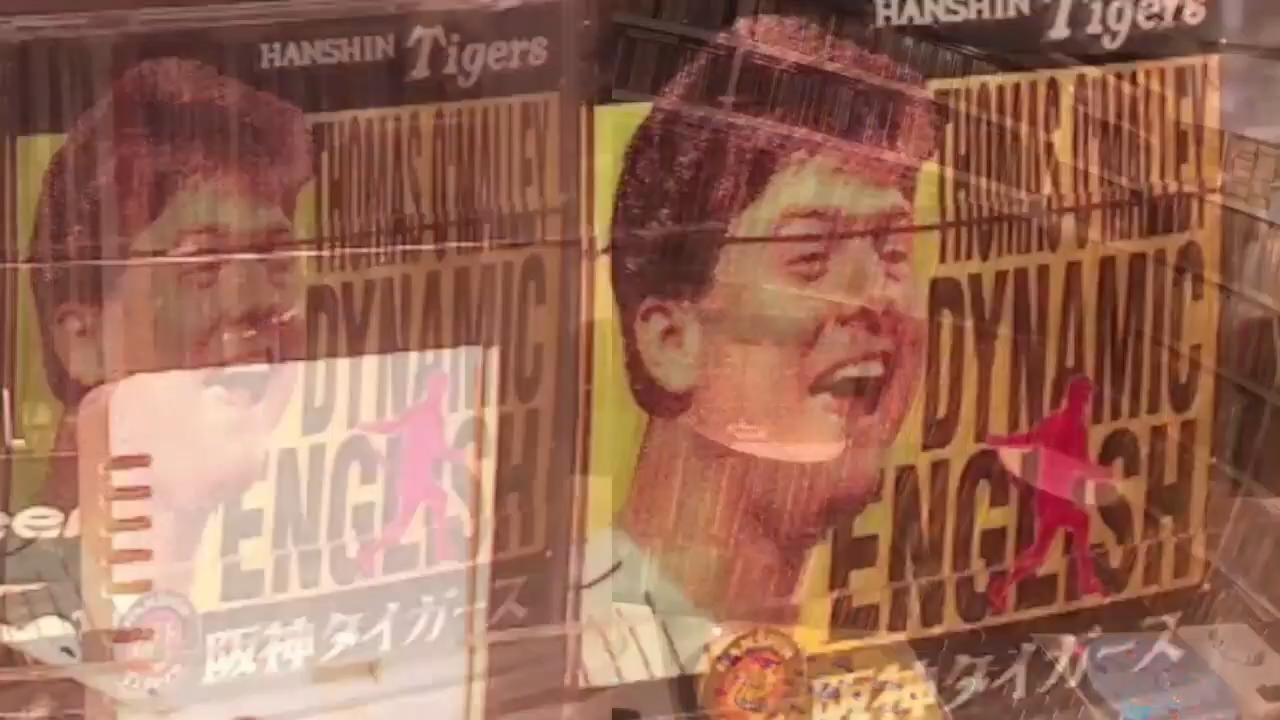 HANSHIN Tigers
THOMAS O'MALLEY
DYNAMIC
ENGLISH
阪神タイガース
HANSHIN Tigers
THOMAS O'MALLEY
DYNAMIC
ENGLISH
阪神タイガース